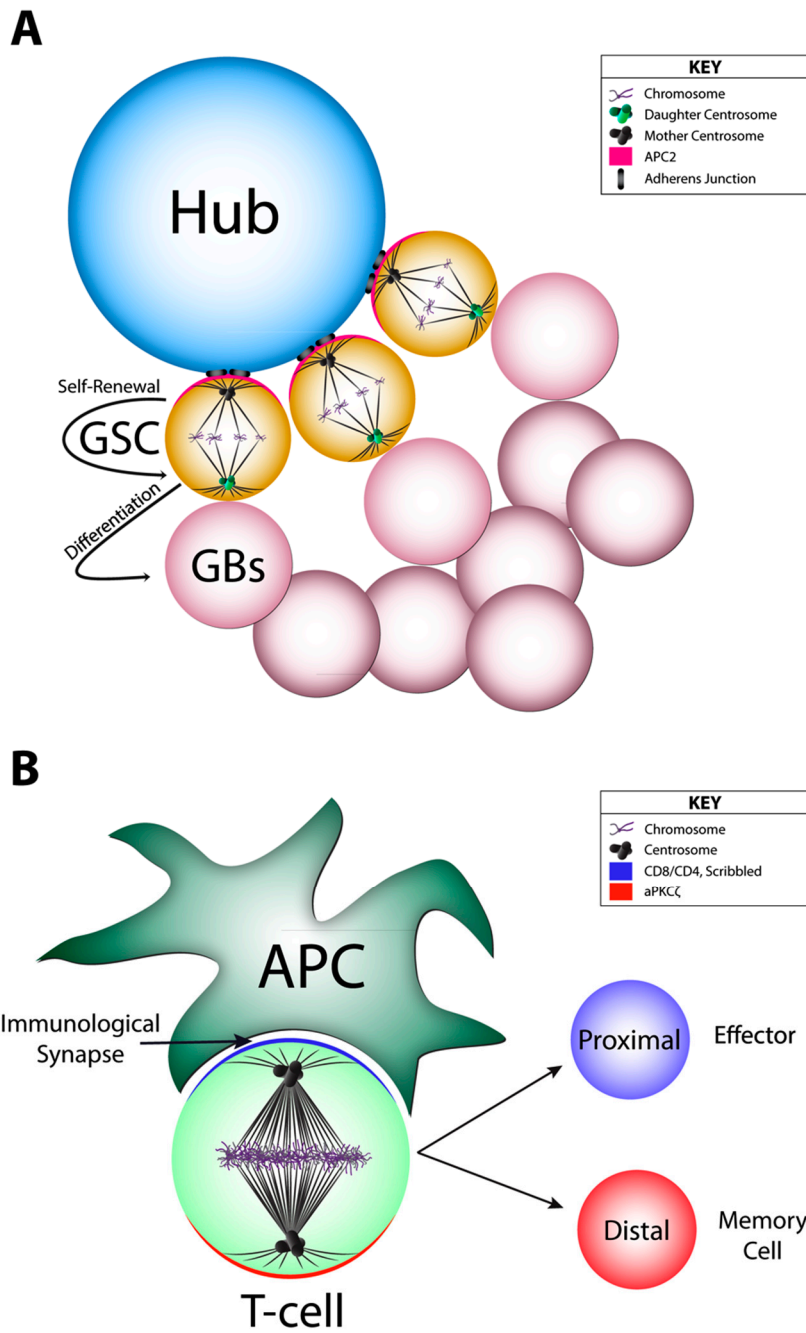 A
KEY
Chromosome
Daughter Centrosome
Mother Centrosome
APC2
Adherens Junction
Hub
Self-Renewal
GSC
Differentiation
GBs
B
KEY
Chromosome
Centrosome
CD8/CD4, Scribbled
aPKCζ
APC
Immunological
Synapse
Proximal
Effector
Distal
Memory
Cell
T-cell